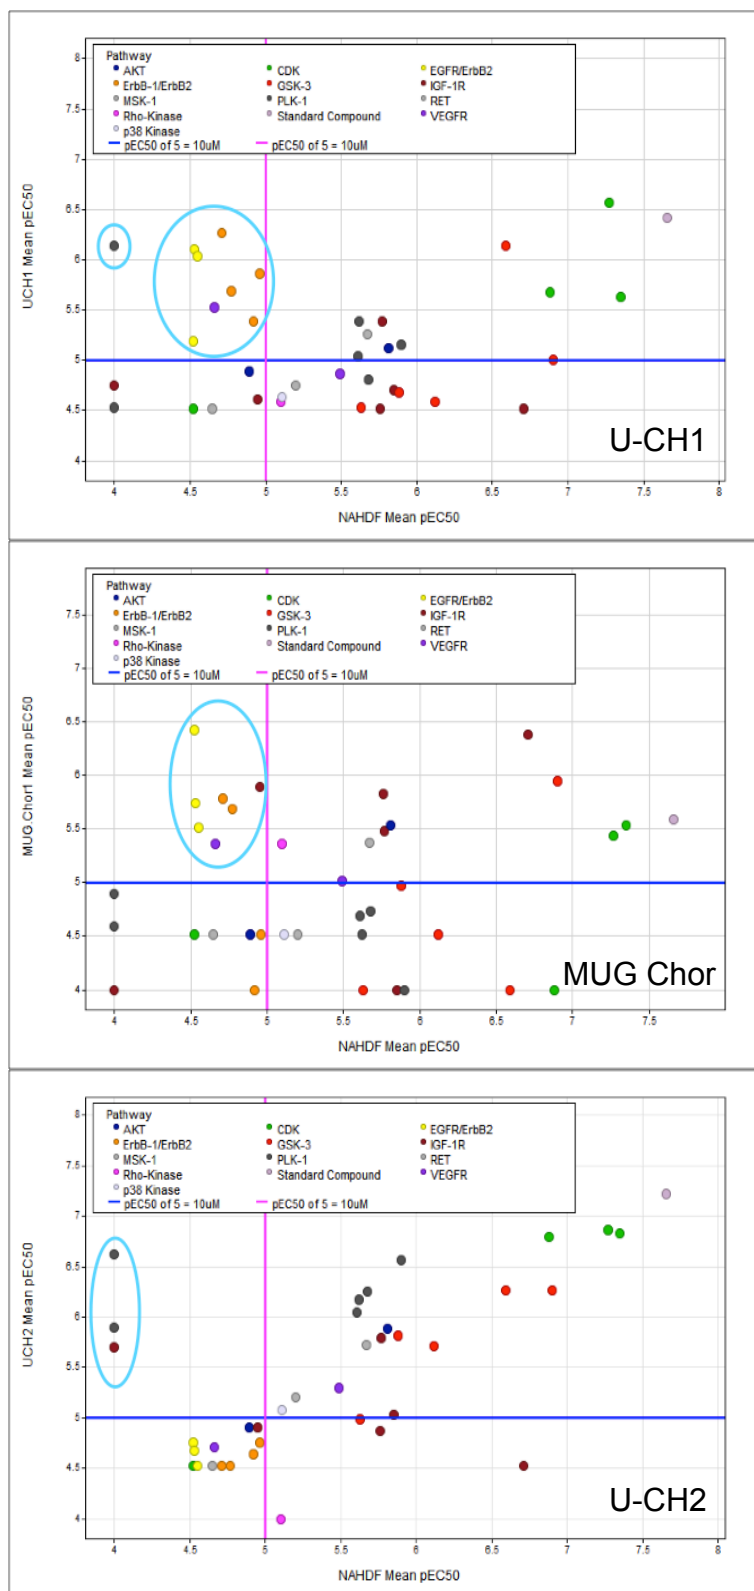 Pathway
AKT CDK EGFR/ErbB2
ErbB-1/ErbB2 GSK-3 IGF-1R
MSK-1 PLK-1 RET
Rho-Kinase Standard Compound VEGFR
p38 Kinase
pEC50 of 5 = 10uM pEC50 of 5 = 10uM
8
7.5
7
6.5
6
5.5
5
4.5
4
UCH1 Mean pEC50
U-CH1
4 4.5 5 5.5 6 6.5 7 7.5 8
NAHDF Mean pEC50
Pathway
AKT CDK EGFR/ErbB2
ErbB-1/ErbB2 GSK-3 IGF-1R
MSK-1 PLK-1 RET
Rho-Kinase Standard Compound VEGFR
p38 Kinase
pEC50 of 5 = 10uM pEC50 of 5 = 10uM
7.5
7
6.5
6
5.5
5
4.5
4
MUG.Chor1 Mean pEC50
MUG Chor
4 4.5 5 5.5 6 6.5 7 7.5
NAHDF Mean pEC50
Pathway
AKT CDK EGFR/ErbB2
ErbB-1/ErbB2 GSK-3 IGF-1R
MSK-1 PLK-1 RET
Rho-Kinase Standard Compound VEGFR
p38 Kinase
pEC50 of 5 = 10uM pEC50 of 5 = 10uM
8
7.5
7
6.5
6
5.5
5
4.5
4
UCH2 Mean pEC50
U-CH2
4 4.5 5 5.5 6 6.5 7 7.5 8
NAHDF Mean pEC50